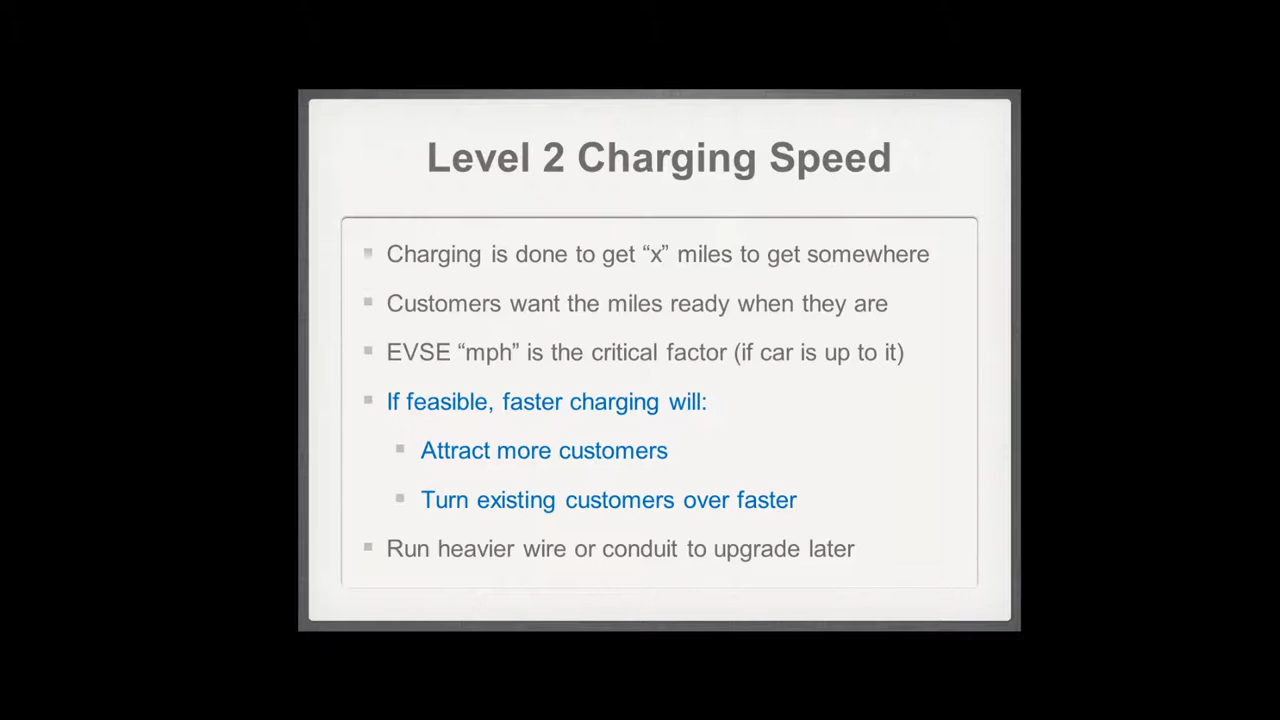 Level 2 Charging Speed
Charging is done to get “x” miles to get somewhere
Customers want the miles ready when they are
EVSE “mph” is the critical factor (if car is up to it)
If feasible, faster charging will:
Attract more customers
Turn existing customers over faster
Run heavier wire or conduit to upgrade later